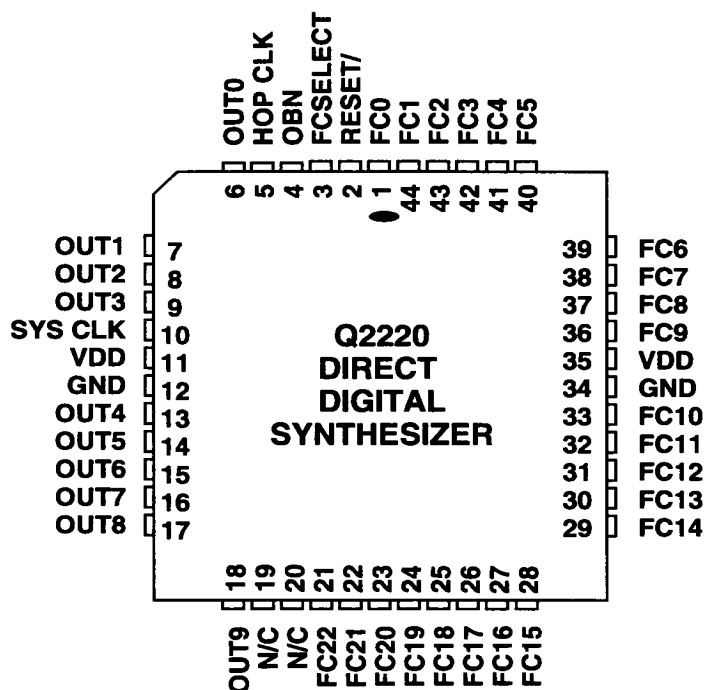 OUT0
HOP CLK
OBN
FCSELECT
RESET/
FC0
FC1
FC2
FC3
FC4
FC5
6
5
4
3
2
1
44
43
42
41
40
OUT1 7
OUT2 8
OUT3 9
SYS CLK 10
VDD 11
GND 12
OUT4 13
OUT5 14
OUT6 15
OUT7 16
OUT8 17
Q2220
DIRECT
DIGITAL
SYNTHESIZER
39 FC6
38 FC7
37 FC8
36 FC9
35 VDD
34 GND
33 FC10
32 FC11
31 FC12
30 FC13
29 FC14
18
19
20
21
22
23
24
25
26
27
28
OUT9
N/C
N/C
FC22
FC21
FC20
FC19
FC18
FC17
FC16
FC15